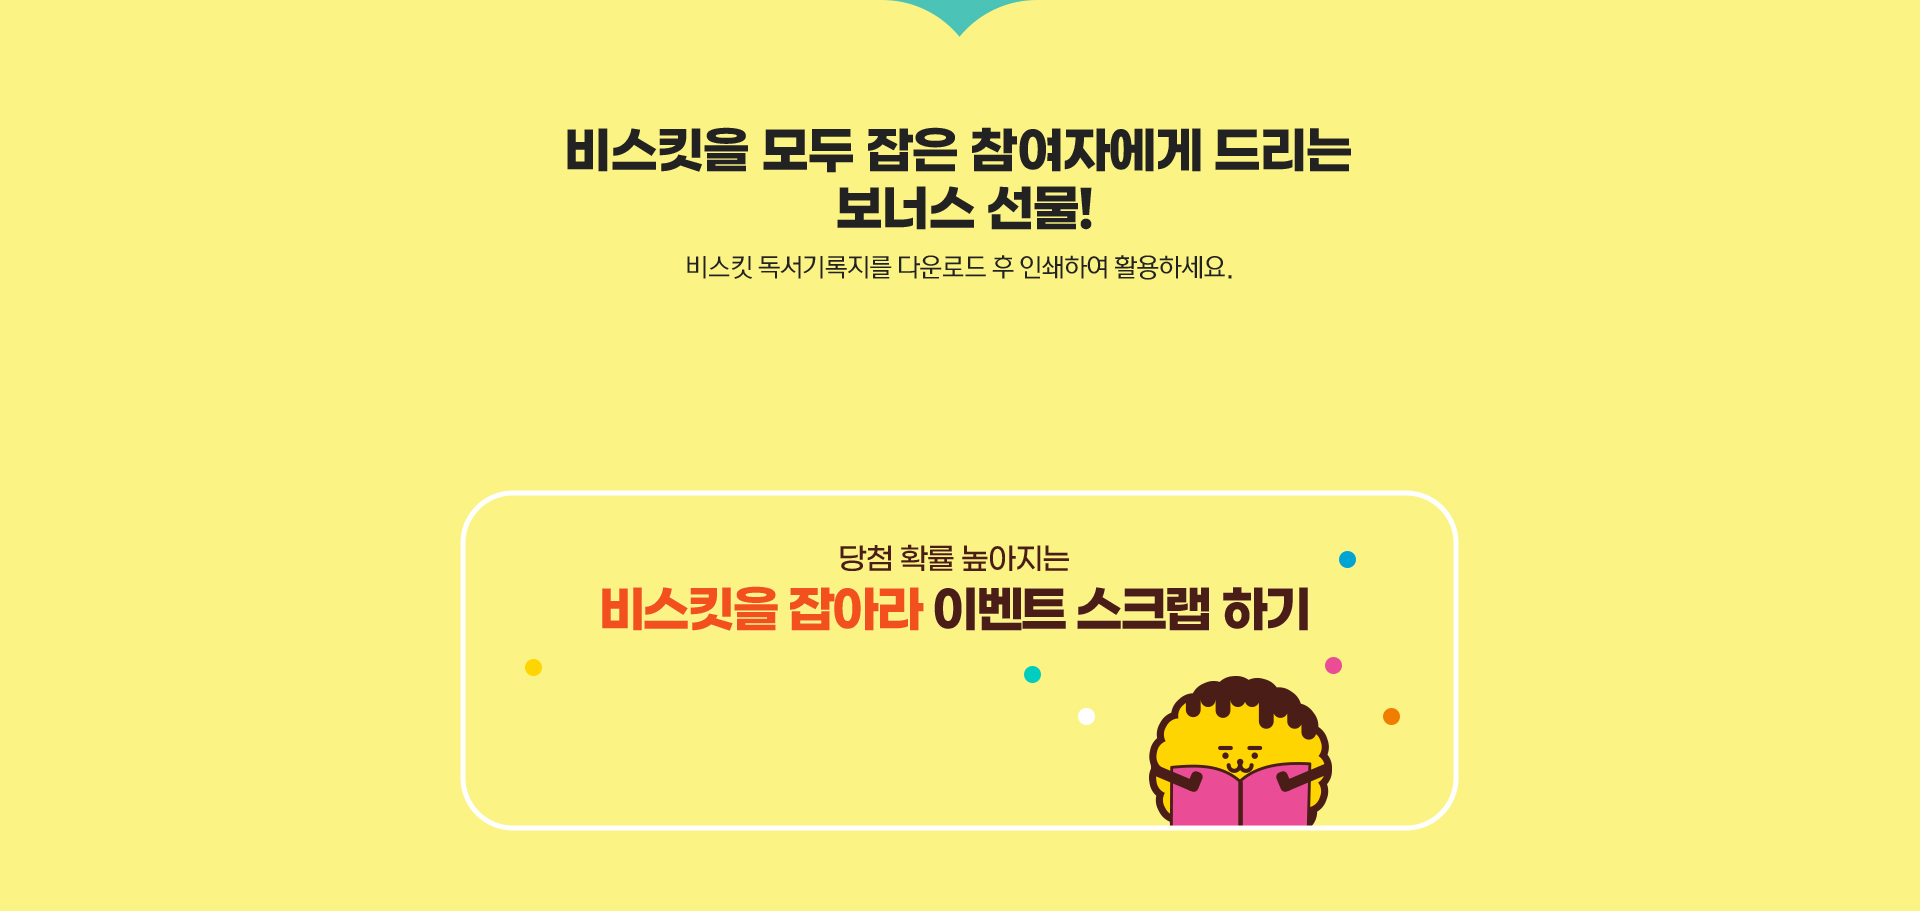 비스킷을 모두 잡은 참여자에게 드리는
보너스 선물!
비스킷 독서기록지를 다운로드 후 인쇄하여 활용하세요.
당첨 확률 높아지는
비스킷을 잡아라 이벤트 스크랩 하기